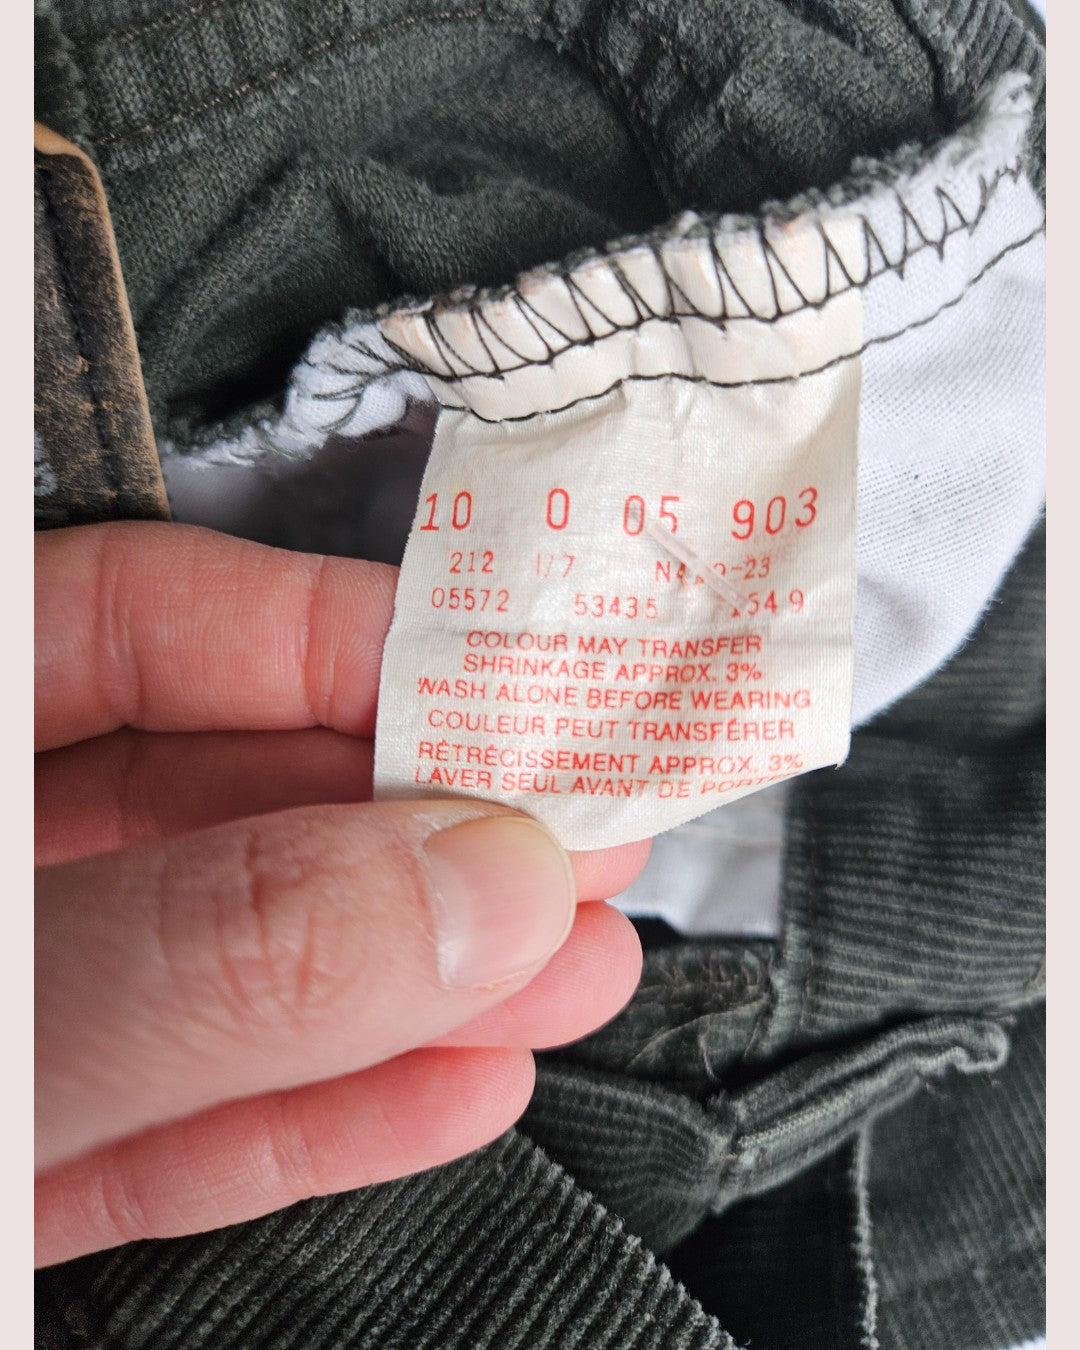 10 0 05 903
212 1/7
05572 53435
COLOUR MAY TRANSFER
SHRINKAGE APPROX. 3%
WASH ALONE BEFORE WEARING
COULEUR PEUT TRANSFÉRER
RÉTRÉCISSEMENT APPROX. 3%
LAVER SEUL AVANT DE